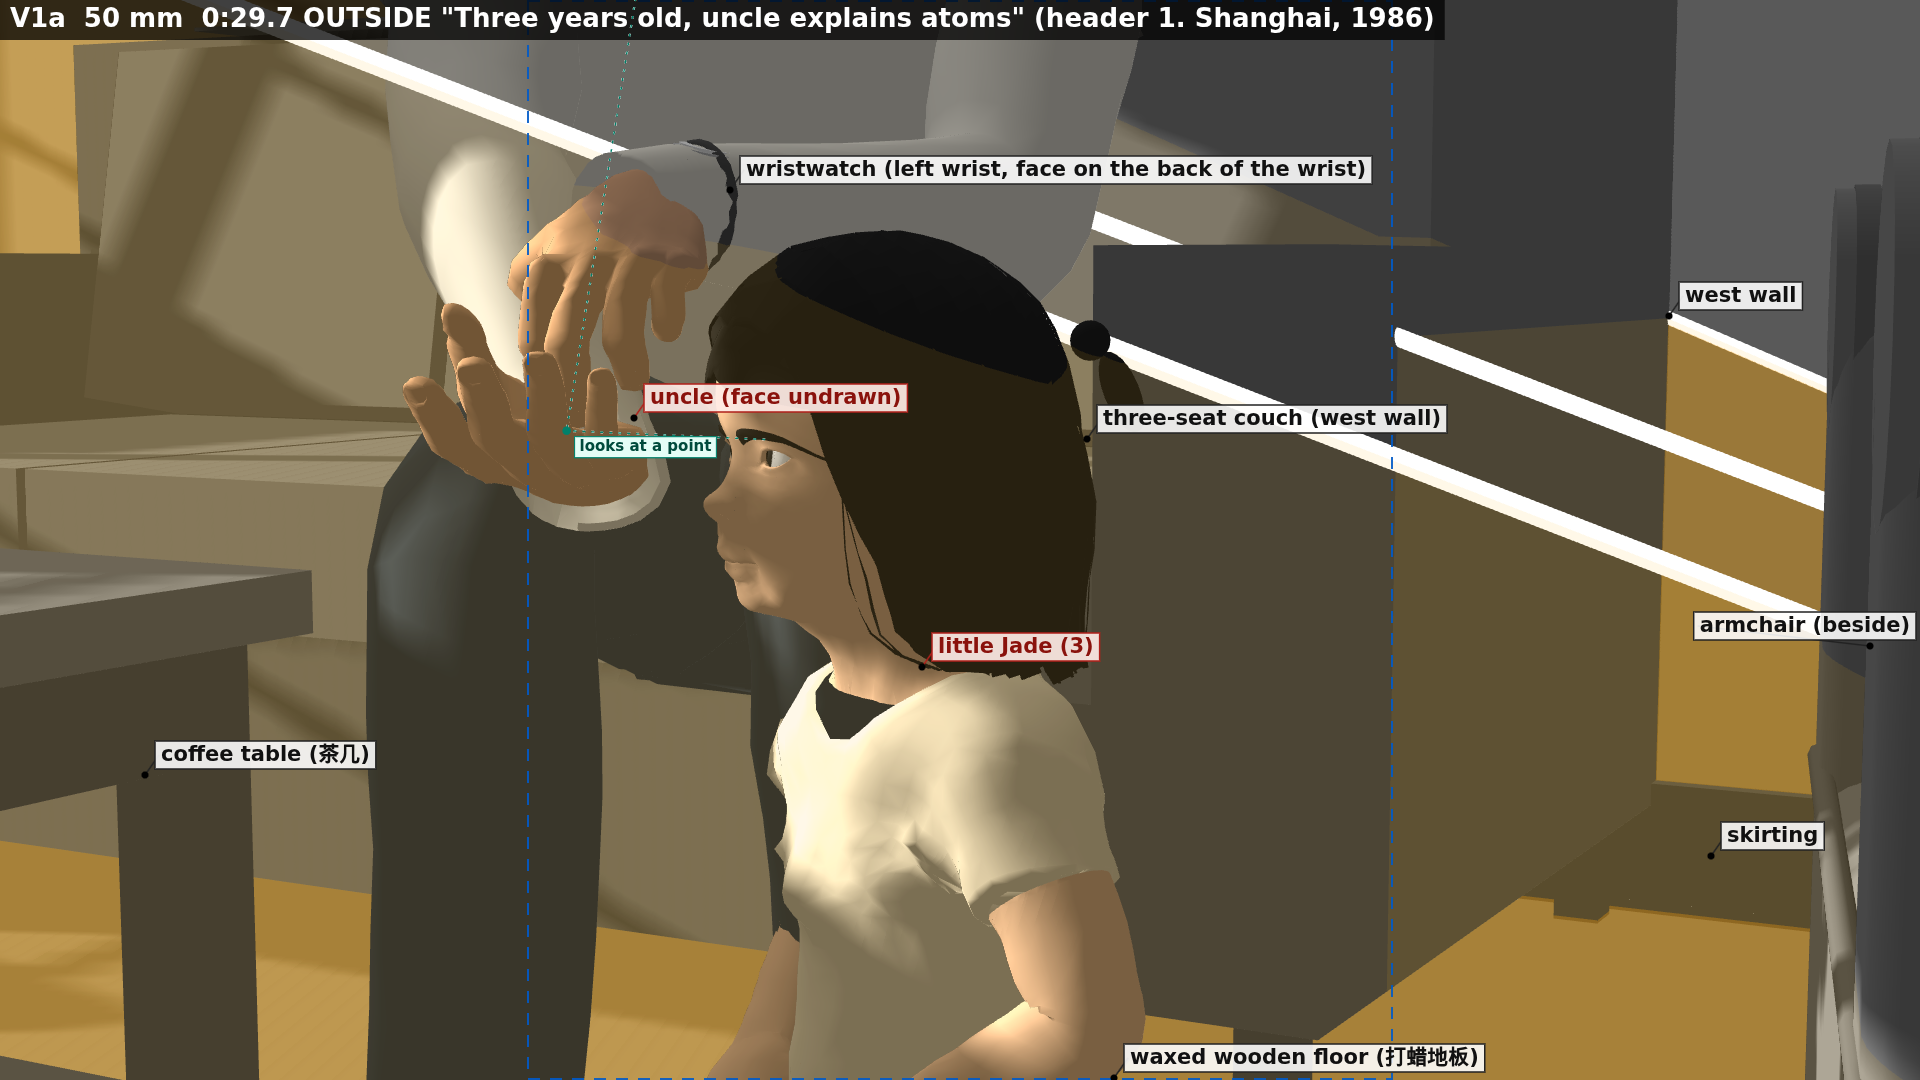 V1a 50 mm 0:29.7 OUTSIDE "Three years old, uncle explains atoms" (header 1. Shanghai, 1986)
wristwatch (left wrist, face on the back of the wrist)
west wall
uncle (face undrawn)
three-seat couch (west wall)
looks at a point
armchair (beside)
little Jade (3)
coffee table (茶几)
skirting
waxed wooden floor (打蜡地板)